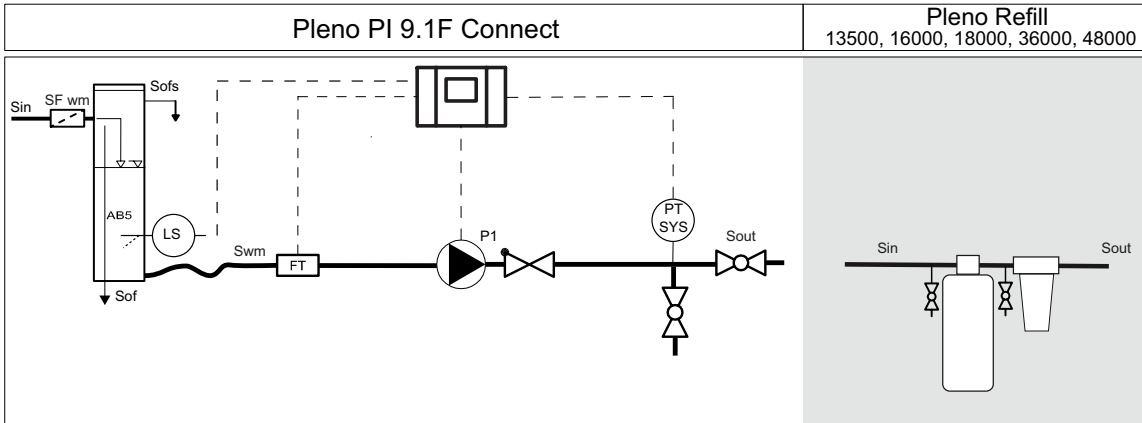 Pleno PI 9.1F Connect
Pleno Refill
13500, 16000, 18000, 36000, 48000
Sin
SF wm
Sofs
AB5
LS
Swm
FT
Sof
P1
PT
SYS
Sout
Sin
Sout